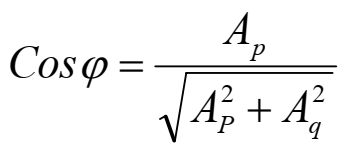 Cosφ = A_p / √(A_P^2 + A_q^2)